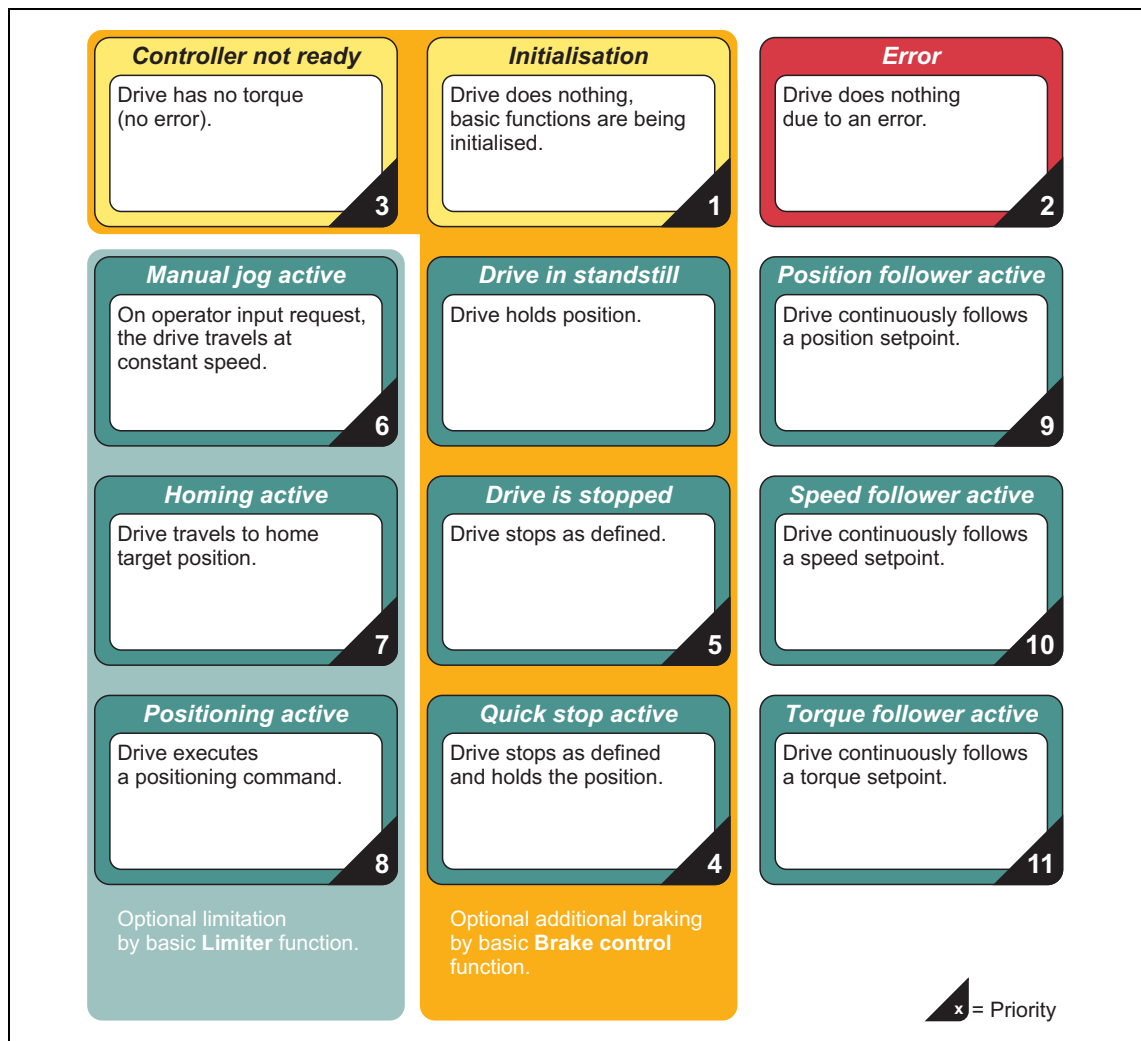 Controller not ready
Drive has no torque
(no error).
3
Initialisation
Drive does nothing,
basic functions are being
initialised.
1
Error
Drive does nothing
due to an error.
2
Manual jog active
On operator input request,
the drive travels at
constant speed.
6
Drive in standstill
Drive holds position.
Position follower active
Drive continuously follows
a position setpoint.
9
Homing active
Drive travels to home
target position.
7
Drive is stopped
Drive stops as defined.
5
Speed follower active
Drive continuously follows
a speed setpoint.
10
Positioning active
Drive executes
a positioning command.
8
Quick stop active
Drive stops as defined
and holds the position.
4
Torque follower active
Drive continuously follows
a torque setpoint.
11
Optional limitation
by basic Limiter function.
Optional additional braking
by basic Brake control
function.
x = Priority